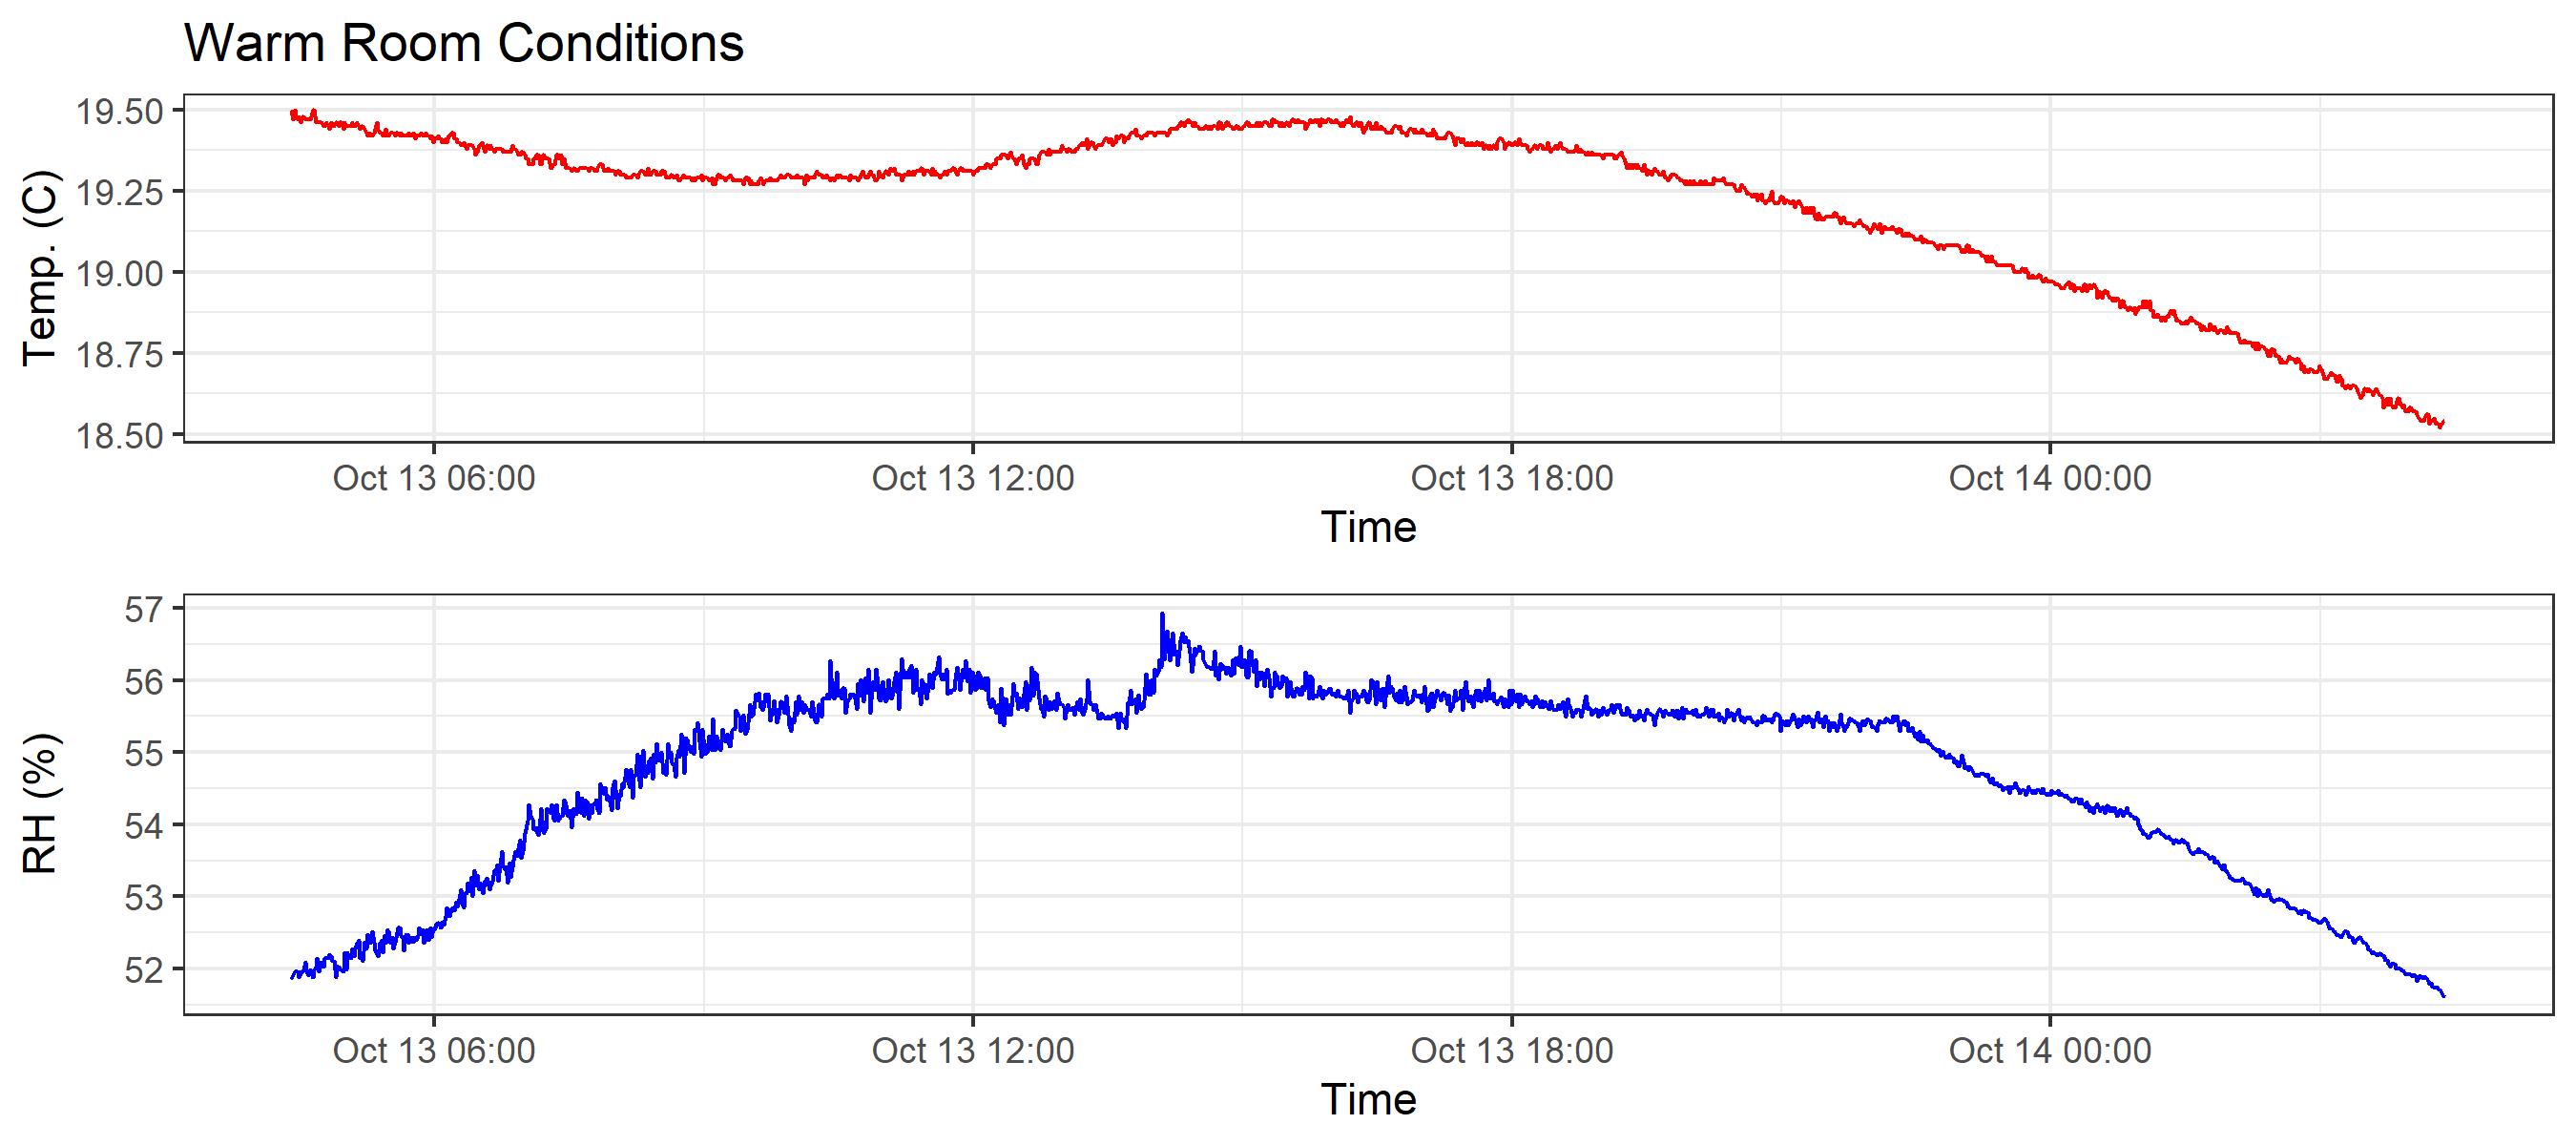 Warm Room Conditions
Temp. (C)
19.50
19.25
19.00
18.75
18.50
Oct 13 06:00 Oct 13 12:00 Oct 13 18:00 Oct 14 00:00
Time
RH (%)
57
56
55
54
53
52
Oct 13 06:00 Oct 13 12:00 Oct 13 18:00 Oct 14 00:00
Time